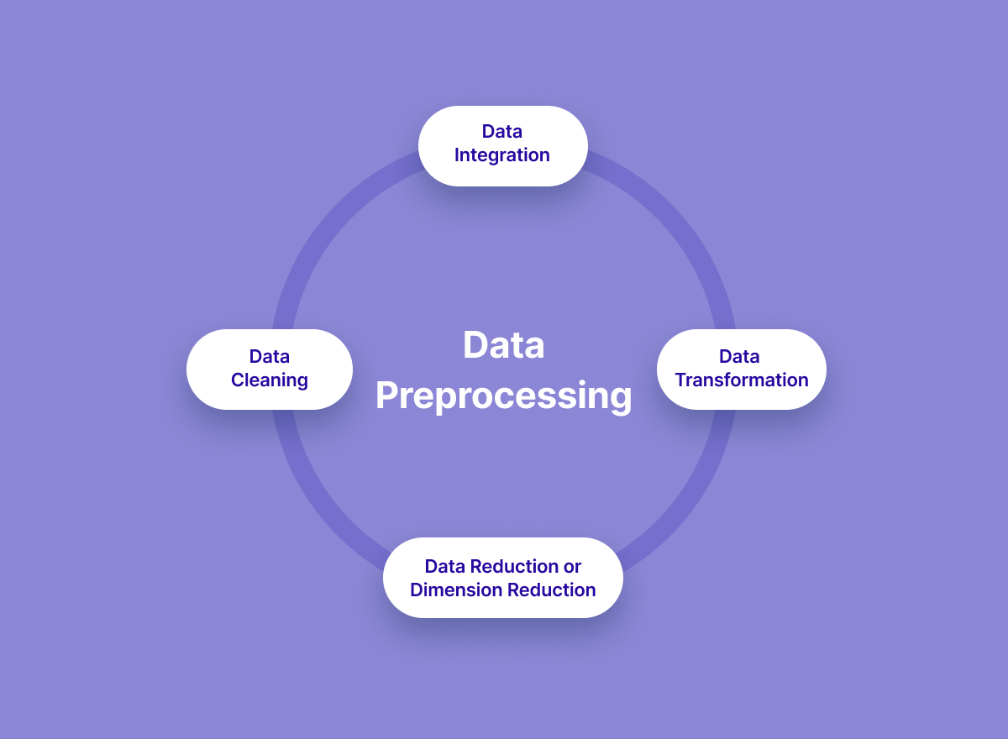 Data
Integration
Data
Cleaning
Data
Preprocessing
Data
Transformation
Data Reduction or
Dimension Reduction